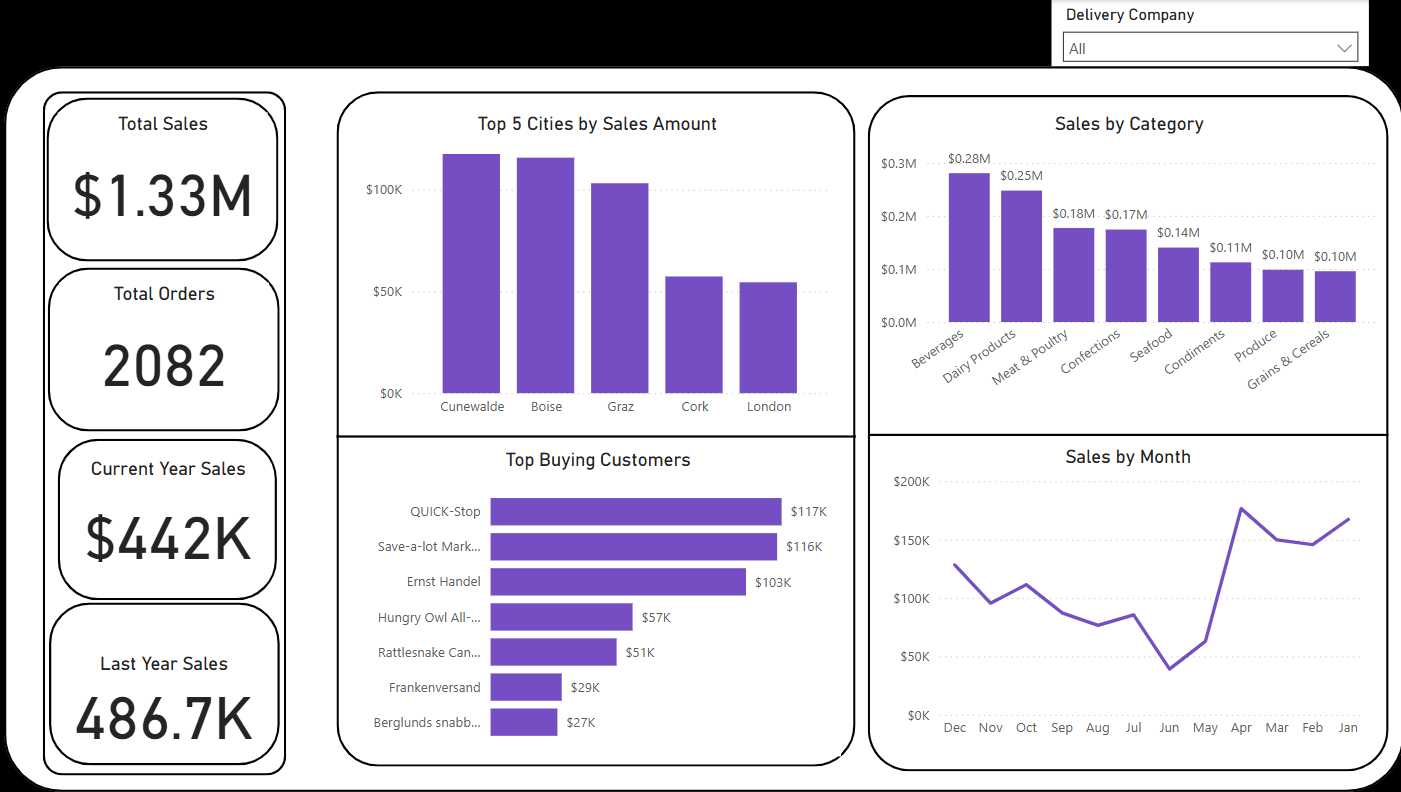 Delivery Company
All
Total Sales
$1.33M
Total Orders
2082
Current Year Sales
$442K
Last Year Sales
486.7K
Top 5 Cities by Sales Amount
$100K
$50K
$0K
Cunewalde Boise Graz Cork London
Top Buying Customers
QUICK-Stop $117K
Save-a-lot Mark... $116K
Ernst Handel $103K
Hungry Owl All-... $57K
Rattlesnake Can... $51K
Frankenversand $29K
Berglunds snabb... $27K
Sales by Category
$0.3M
$0.2M
$0.1M
$0.0M
$0.28M $0.25M $0.18M $0.17M $0.14M $0.11M $0.10M $0.10M
Beverages Dairy Products Meat & Poultry Confections Seafood Condiments Produce Grains & Cereals
Sales by Month
$200K
$150K
$100K
$50K
$0K
Dec Nov Oct Sep Aug Jul Jun May Apr Mar Feb Jan